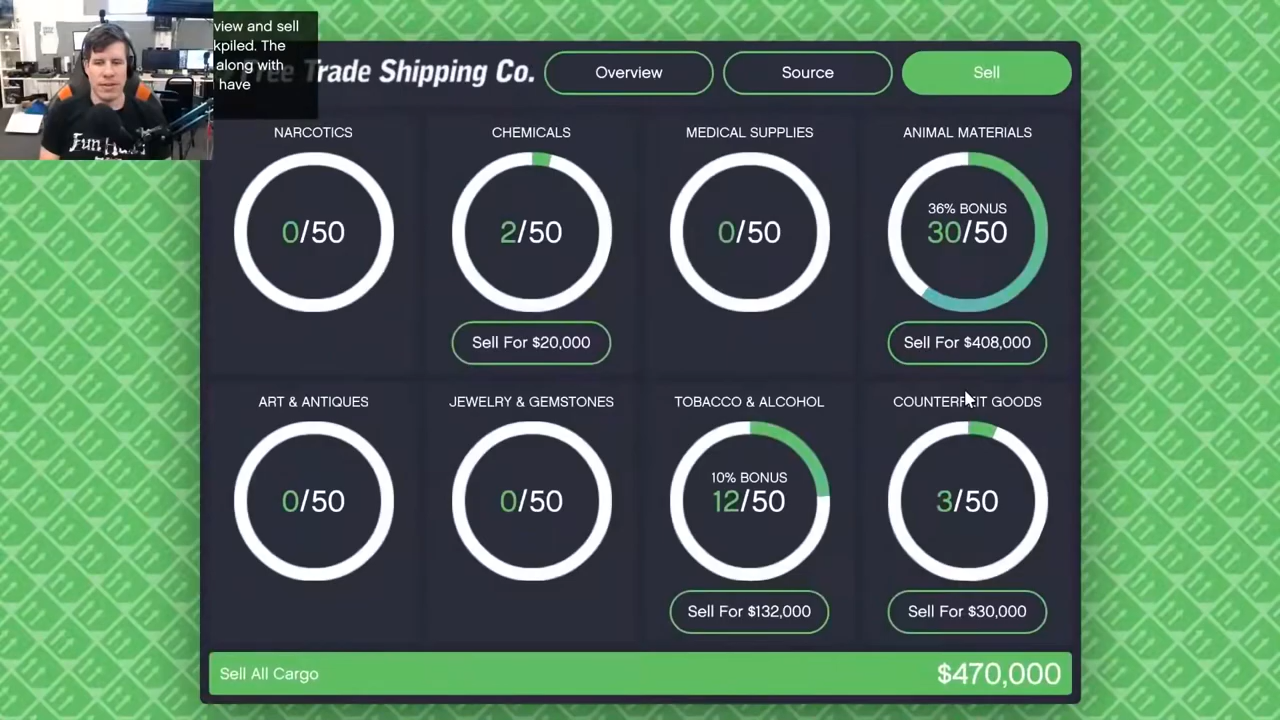 view and sell
kpiled. The
along with
have
Free Trade Shipping Co.
Overview
Source
Sell
NARCOTICS
CHEMICALS
MEDICAL SUPPLIES
ANIMAL MATERIALS
0/50
2/50
0/50
36% BONUS
30/50
Sell For $20,000
Sell For $408,000
ART & ANTIQUES
JEWELRY & GEMSTONES
TOBACCO & ALCOHOL
COUNTERFEIT GOODS
0/50
0/50
10% BONUS
12/50
3/50
Sell For $132,000
Sell For $30,000
Sell All Cargo
$470,000